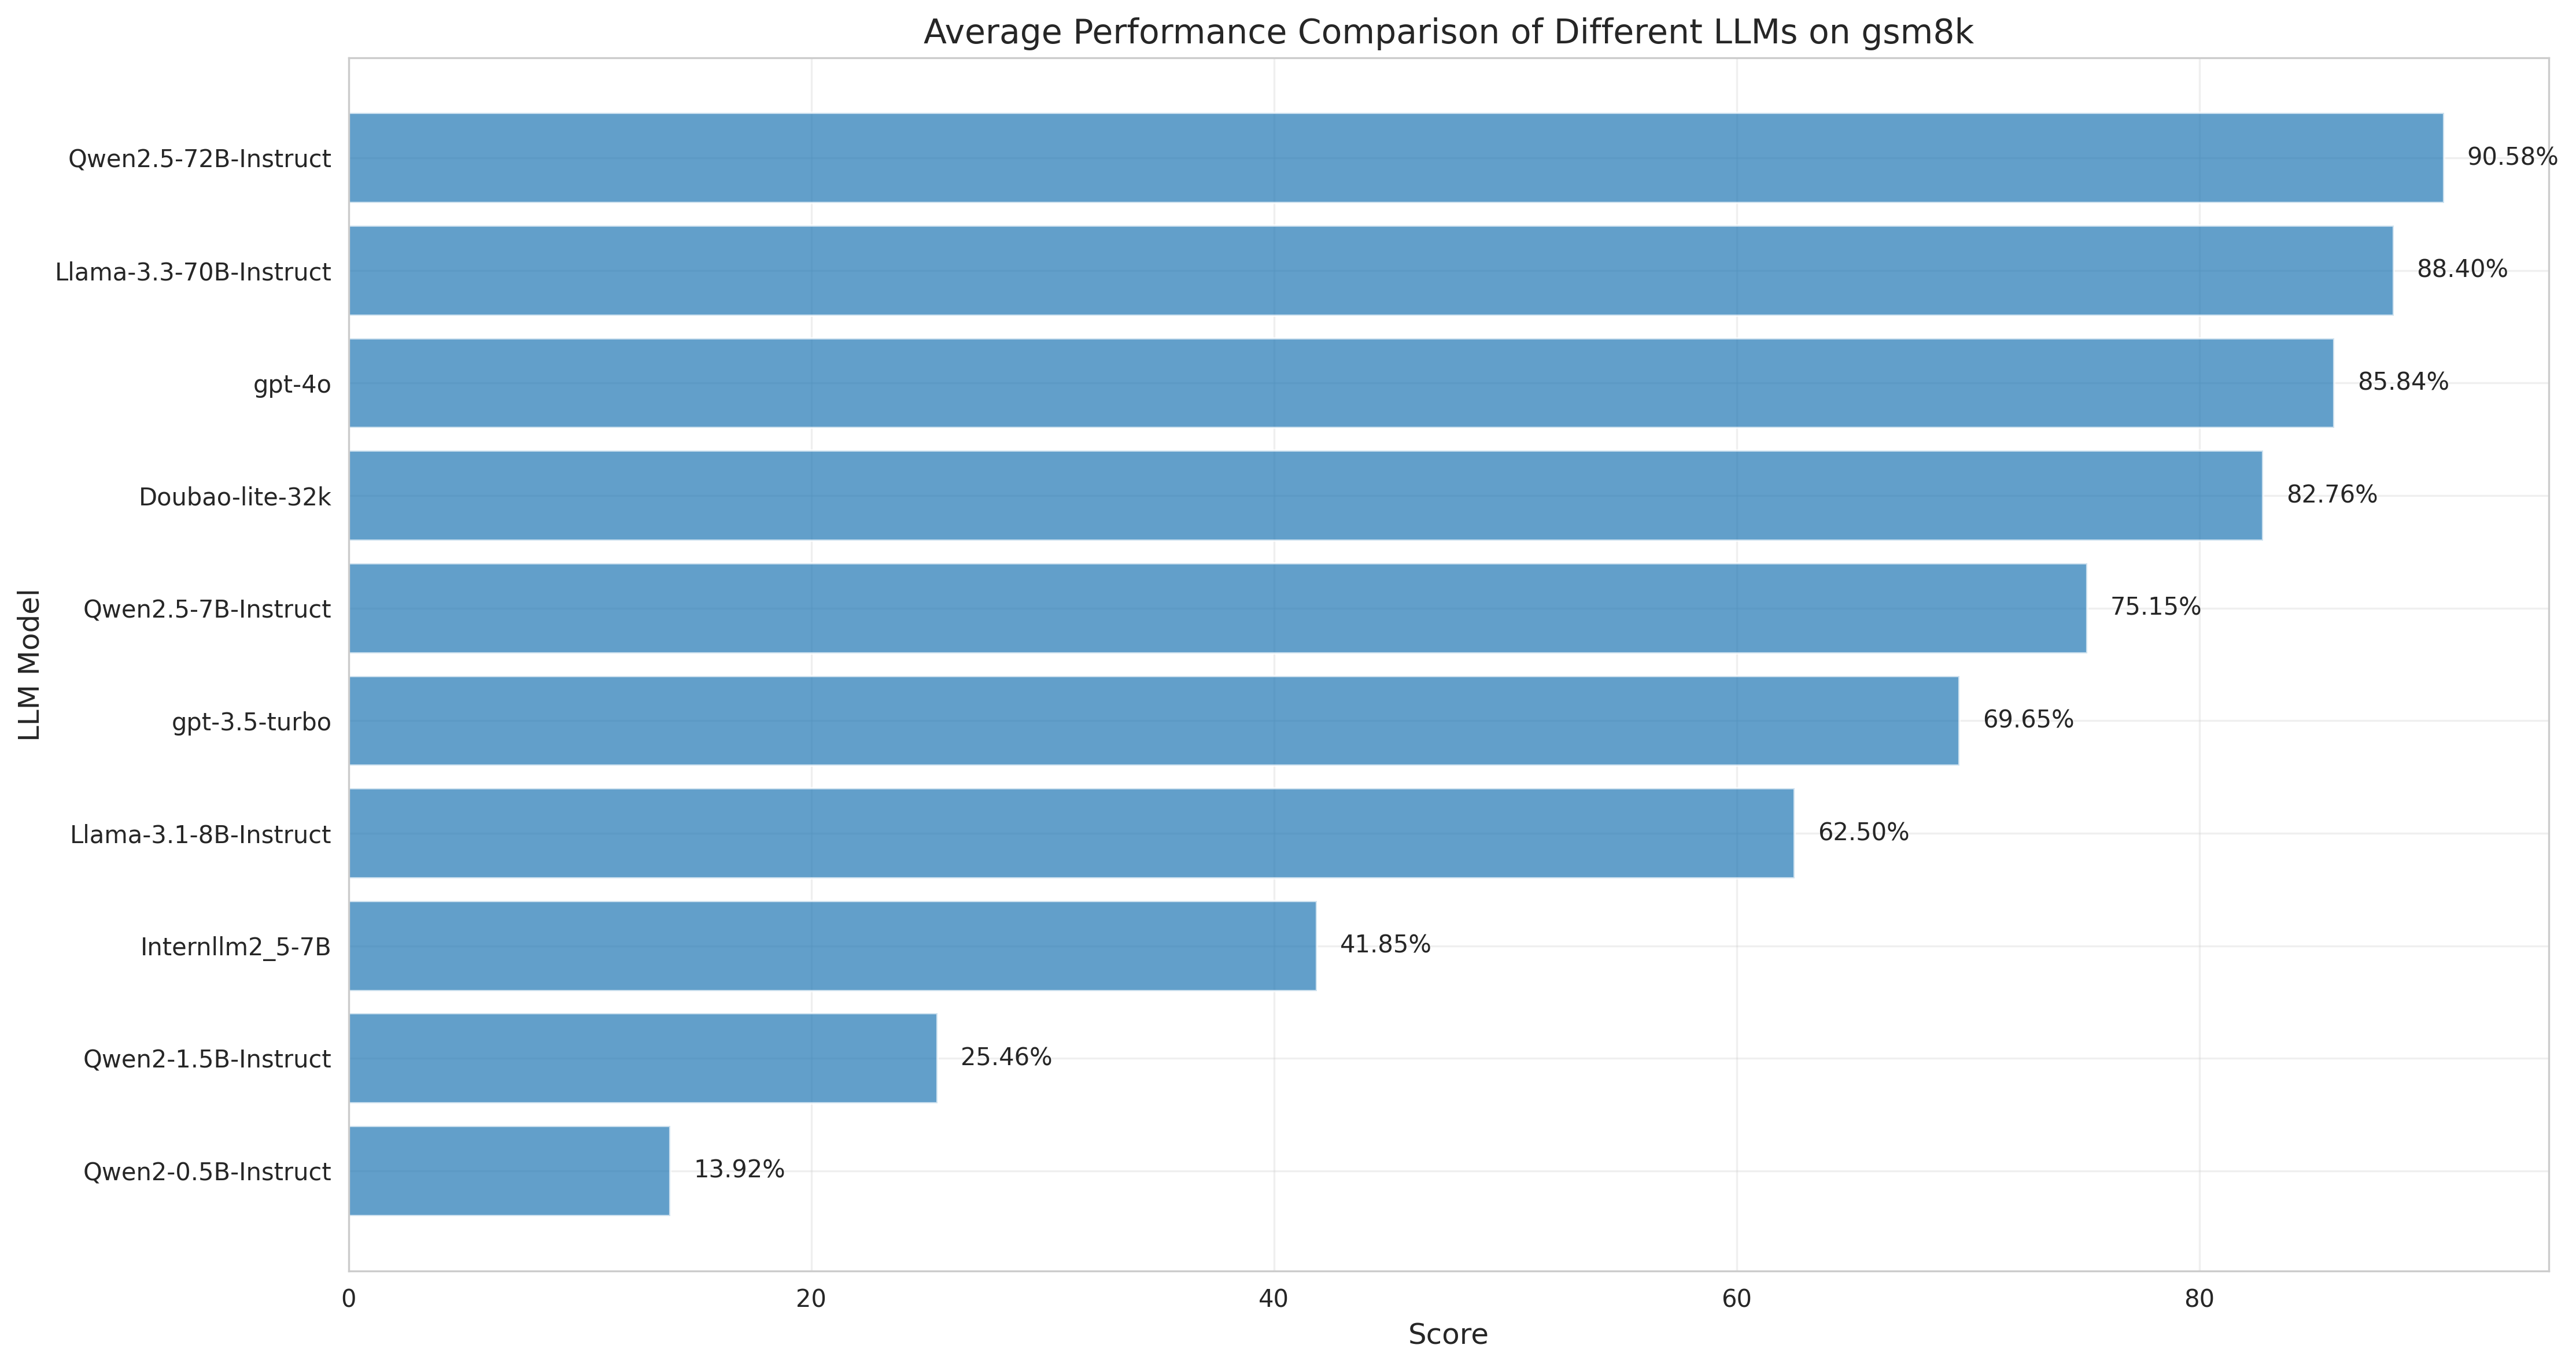 Average Performance Comparison of Different LLMs on gsm8k
LLM Model
Qwen2.5-72B-Instruct 90.58%
Llama-3.3-70B-Instruct 88.40%
gpt-4o 85.84%
Doubao-lite-32k 82.76%
Qwen2.5-7B-Instruct 75.15%
gpt-3.5-turbo 69.65%
Llama-3.1-8B-Instruct 62.50%
Internllm2_5-7B 41.85%
Qwen2-1.5B-Instruct 25.46%
Qwen2-0.5B-Instruct 13.92%
0 20 40 60 80
Score